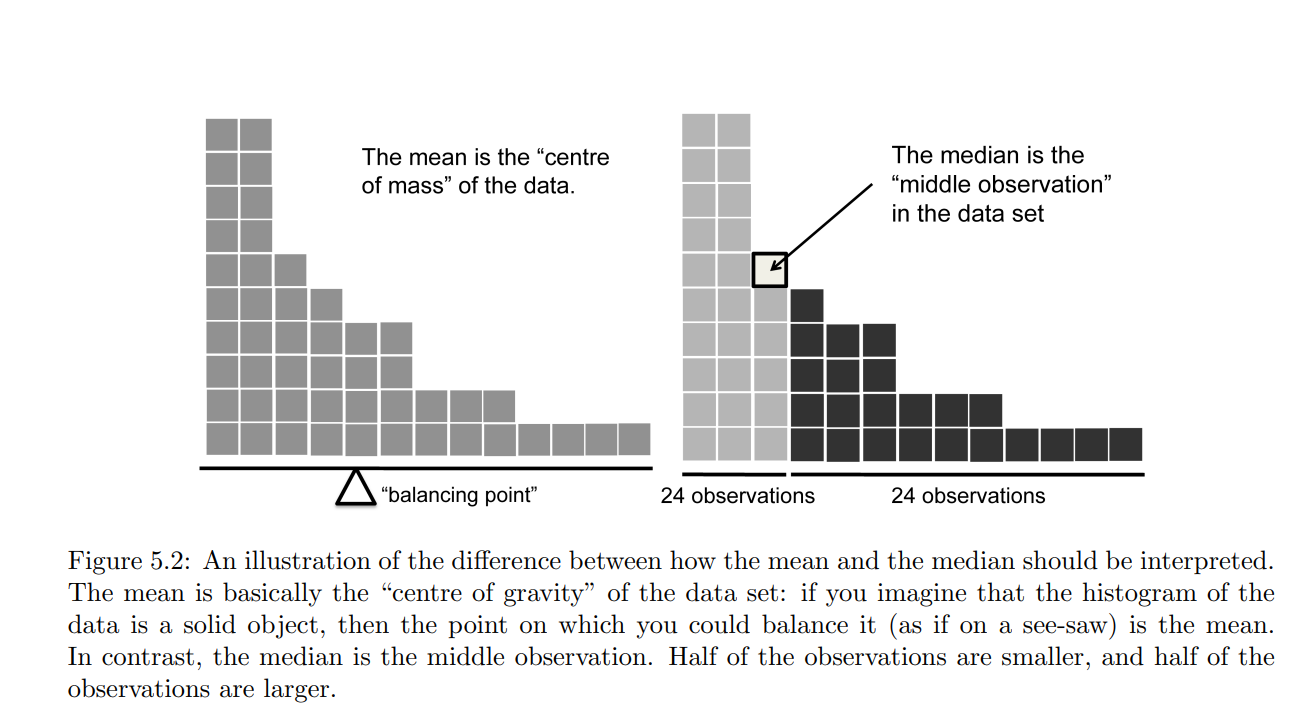 The mean is the “centre
of mass” of the data.
The median is the
“middle observation”
in the data set
“balancing point”
24 observations
24 observations
Figure 5.2: An illustration of the difference between how the mean and the median should be interpreted.
The mean is basically the “centre of gravity” of the data set: if you imagine that the histogram of the
data is a solid object, then the point on which you could balance it (as if on a see-saw) is the mean.
In contrast, the median is the middle observation. Half of the observations are smaller, and half of the
observations are larger.